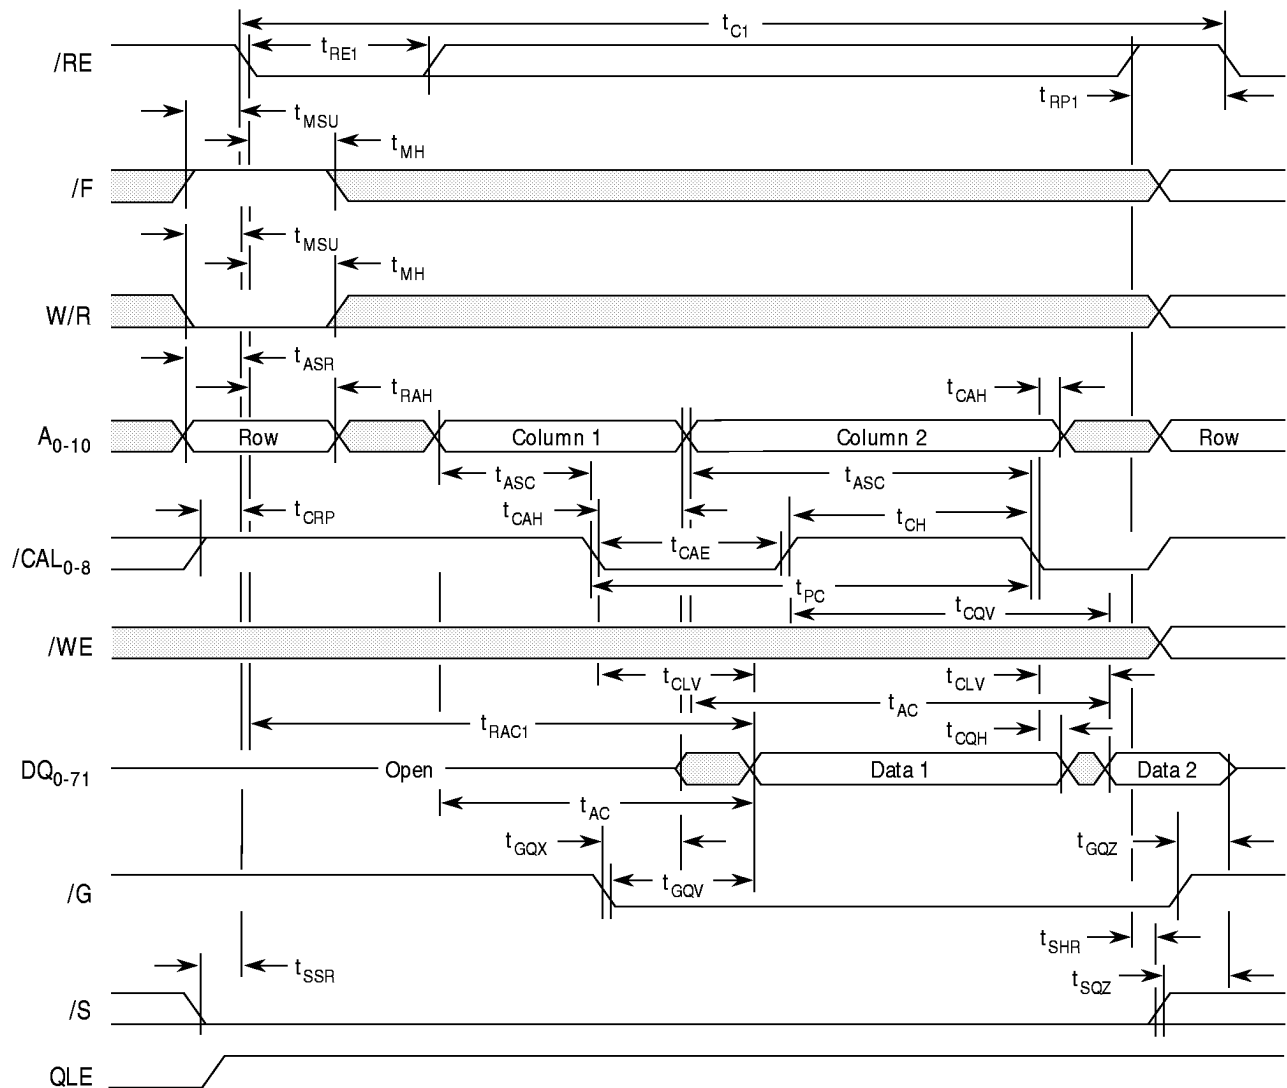 tC1
tRE1
/RE
tRP1
tMSU
tMH
/F
tMSU
tMH
W/R
tASR
tRAH
tCAH
A0-10
Row
Column 1
Column 2
Row
tASC
tASC
tCRP
tCAH
tCH
tCAE
/CAL0-8
tPC
tCQV
/WE
tCLV
tCLV
tAC
tRAC1
tCQH
DQ0-71
Open
Data 1
Data 2
tAC
tGQX
tGQZ
tGQV
/G
tSHR
tSSR
tSQZ
/S
QLE